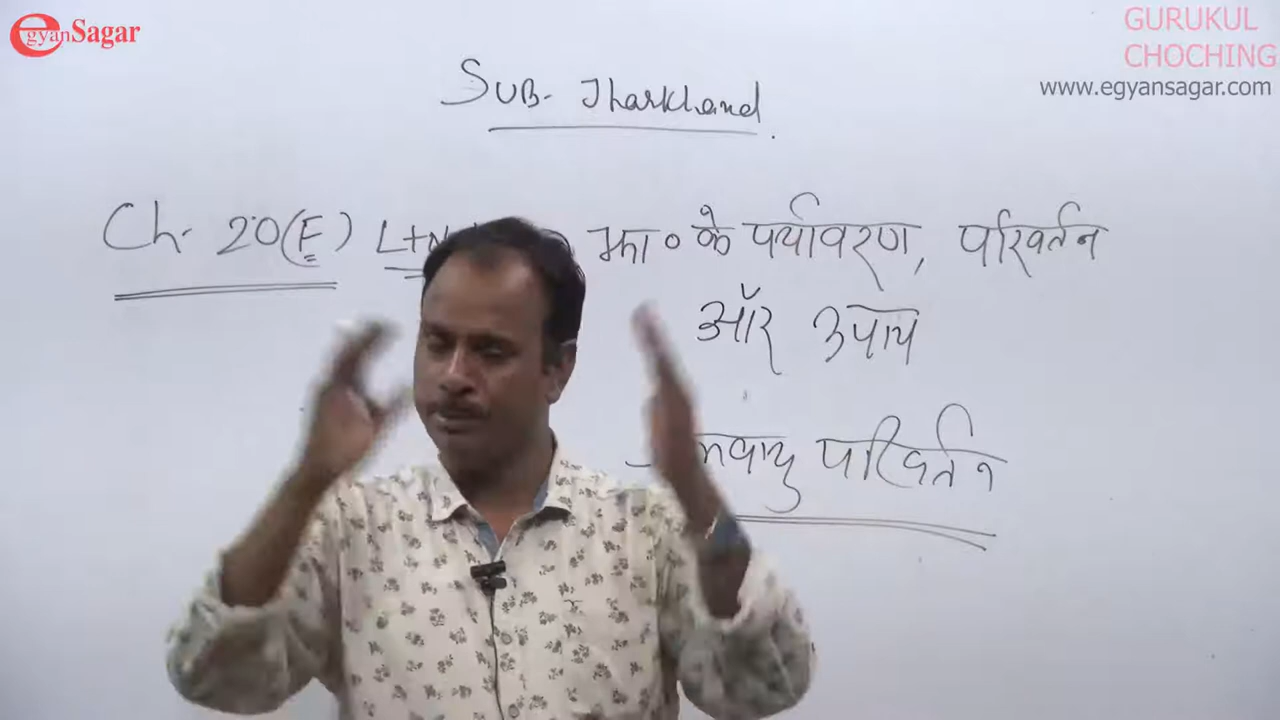 egyanSagar
GURUKUL
CHOCHING
www.egyansagar.com
SUB- Jharkhand
Ch- 20(F) झा० के पर्यावरण, परिवर्तन
और उपाय
परिवर्तन